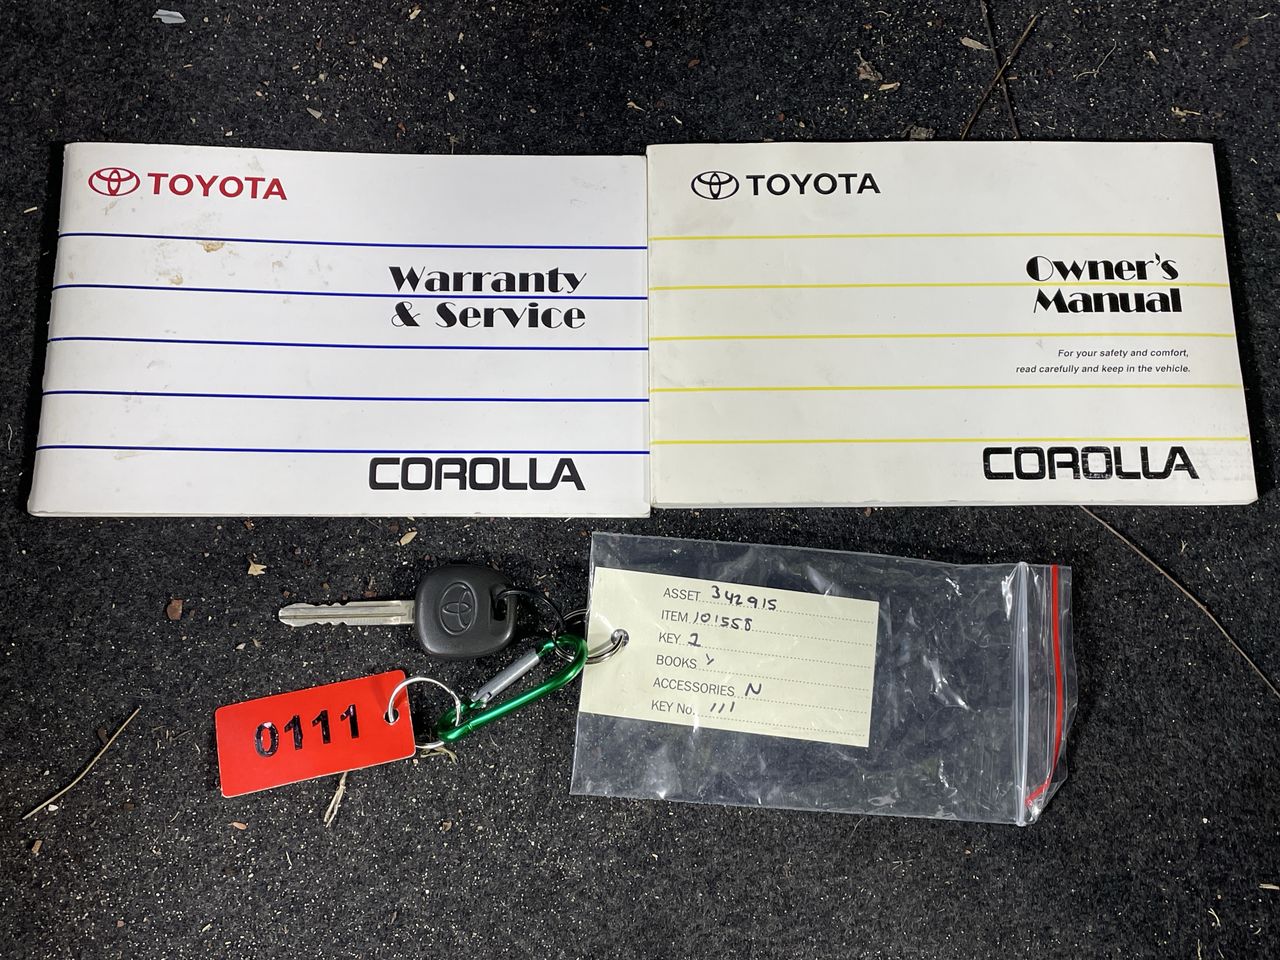 TOYOTA
Warranty
& Service
COROLLA
TOYOTA
Owner's
Manual
For your safety and comfort,
read carefully and keep in the vehicle.
COROLLA
0111
ASSET 342915
ITEM 101558
KEY 1
BOOKS Y
ACCESSORIES N
KEY No. 111